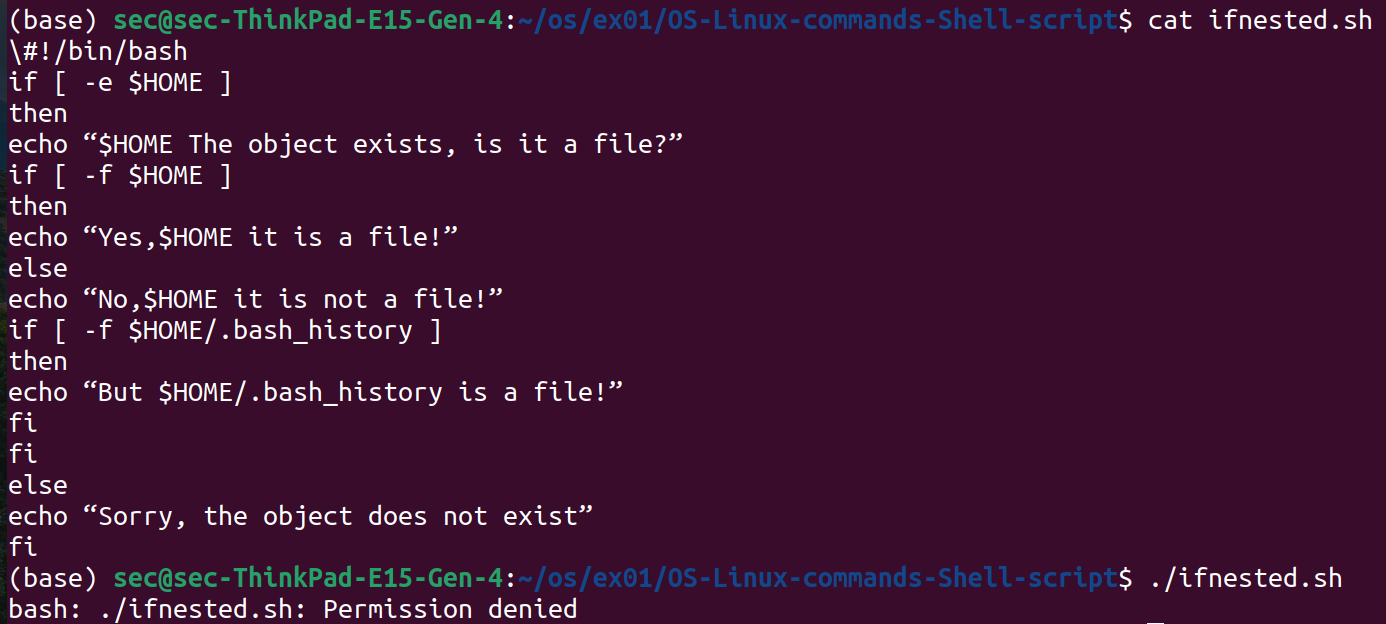 (base) sec@sec-ThinkPad-E15-Gen-4:~/os/ex01/OS-Linux-commands-Shell-script$ cat ifnested.sh
\#!/bin/bash
if [ -e $HOME ]
then
echo “$HOME The object exists, is it a file?”
if [ -f $HOME ]
then
echo “Yes,$HOME it is a file!”
else
echo “No,$HOME it is not a file!”
if [ -f $HOME/.bash_history ]
then
echo “But $HOME/.bash_history is a file!”
fi
fi
else
echo “Sorry, the object does not exist”
fi
(base) sec@sec-ThinkPad-E15-Gen-4:~/os/ex01/OS-Linux-commands-Shell-script$ ./ifnested.sh
bash: ./ifnested.sh: Permission denied